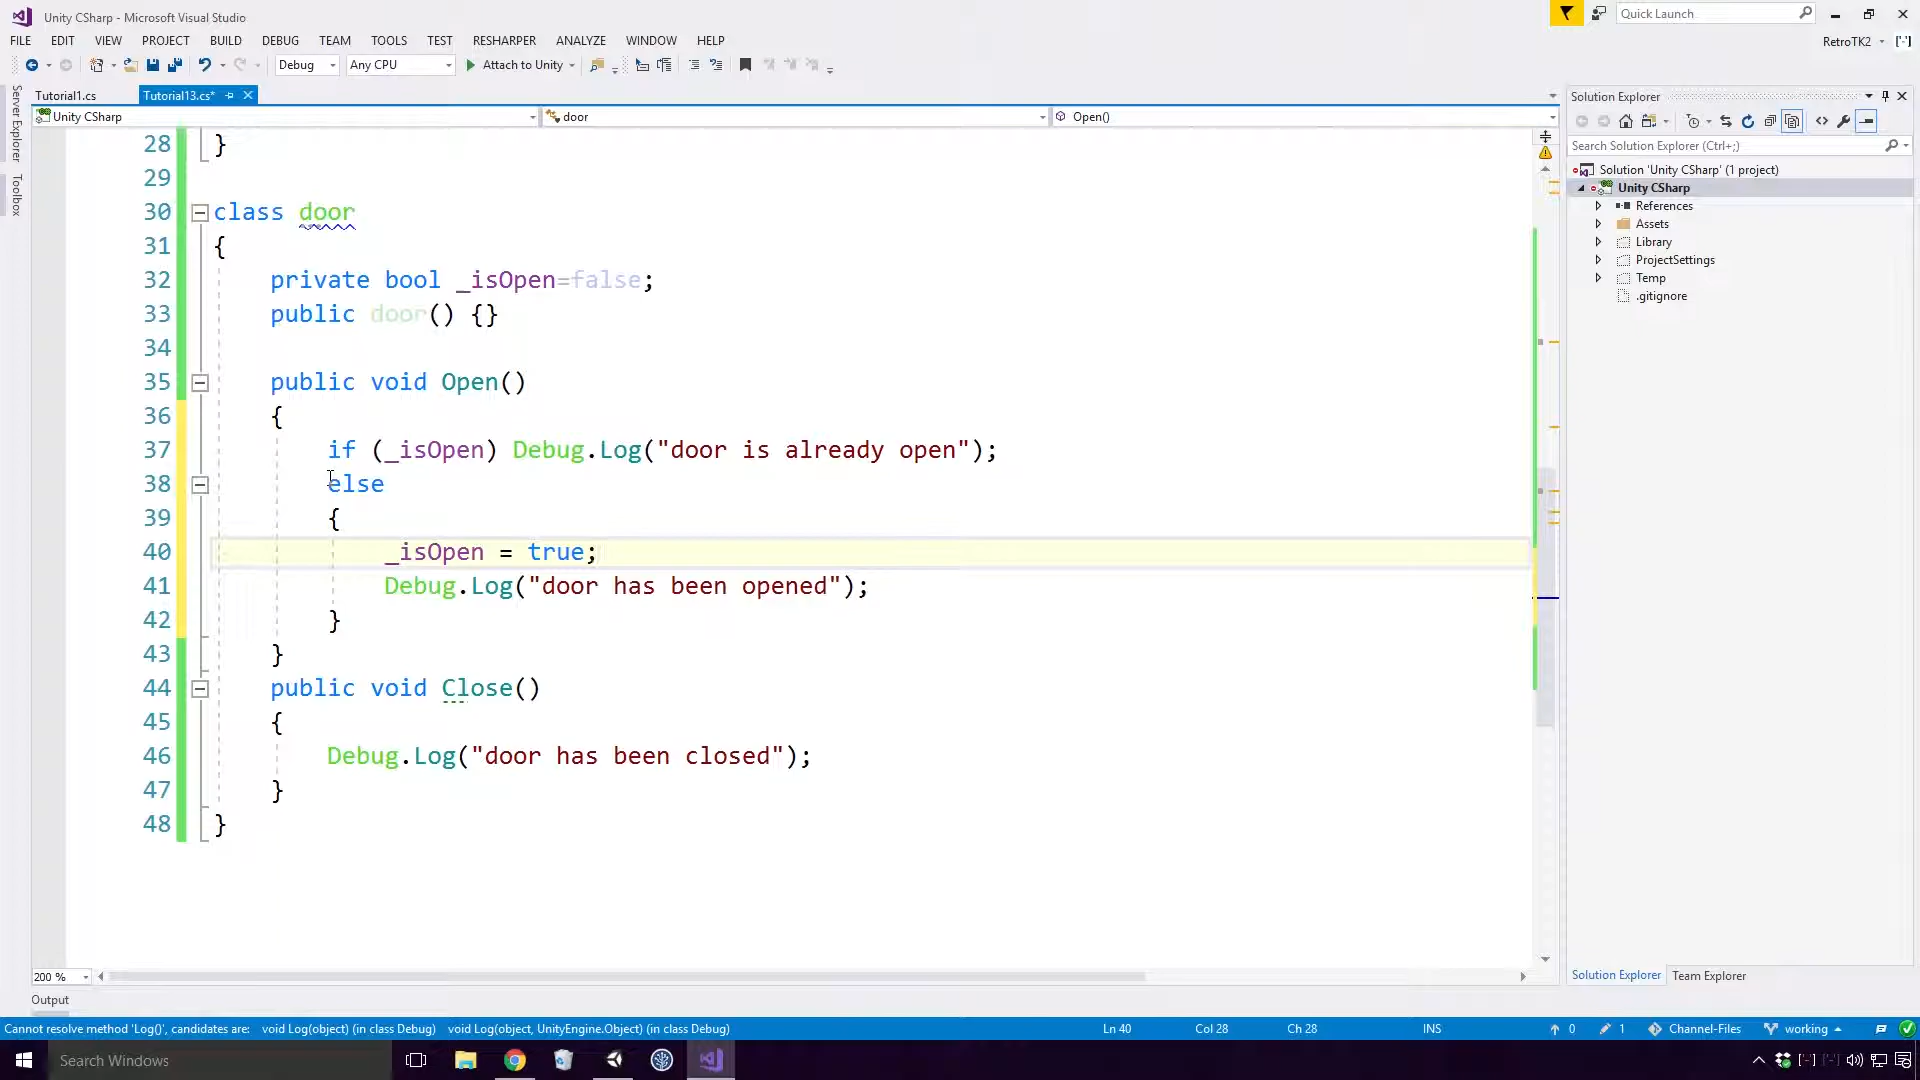 Unity CSharp - Microsoft Visual Studio
Quick Launch
FILE EDIT VIEW PROJECT BUILD DEBUG TEAM TOOLS TEST RESHARPER ANALYZE WINDOW HELP
RetroTK2
Debug Any CPU Attach to Unity
Server Explorer
Toolbox
Tutorial1.cs Tutorial13.cs*
Unity CSharp door Open()
28 }
29
30 class door
31 {
32 private bool _isOpen=false;
33 public door() {}
34
35 public void Open()
36 {
37 if (_isOpen) Debug.Log("door is already open");
38 else
39 {
40 _isOpen = true;
41 Debug.Log("door has been opened");
42 }
43 }
44 public void Close()
45 {
46 Debug.Log("door has been closed");
47 }
48 }
200 %
Output
Solution Explorer
Search Solution Explorer (Ctrl+;)
Solution 'Unity CSharp' (1 project)
Unity CSharp
References
Assets
Library
ProjectSettings
Temp
.gitignore
Solution Explorer Team Explorer
Cannot resolve method 'Log()', candidates are: void Log(object) (in class Debug) void Log(object, UnityEngine.Object) (in class Debug) Ln 40 Col 28 Ch 28 INS 0 1 Channel-Files working
Search Windows